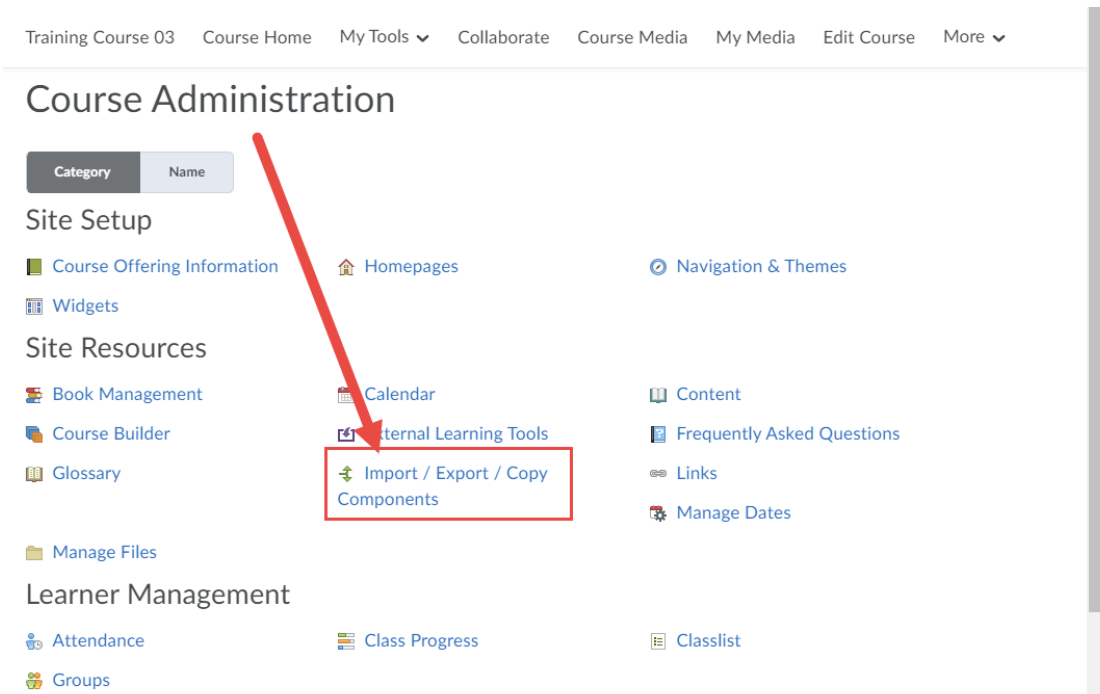 Training Course 03 Course Home My Tools Collaborate Course Media My Media Edit Course More
Course Administration
Category Name
Site Setup
Course Offering Information Homepages Navigation & Themes
Widgets
Site Resources
Book Management Calendar Content
Course Builder External Learning Tools Frequently Asked Questions
Glossary Import / Export / Copy Links
Components
Manage Dates
Manage Files
Learner Management
Attendance Class Progress Classlist
Groups